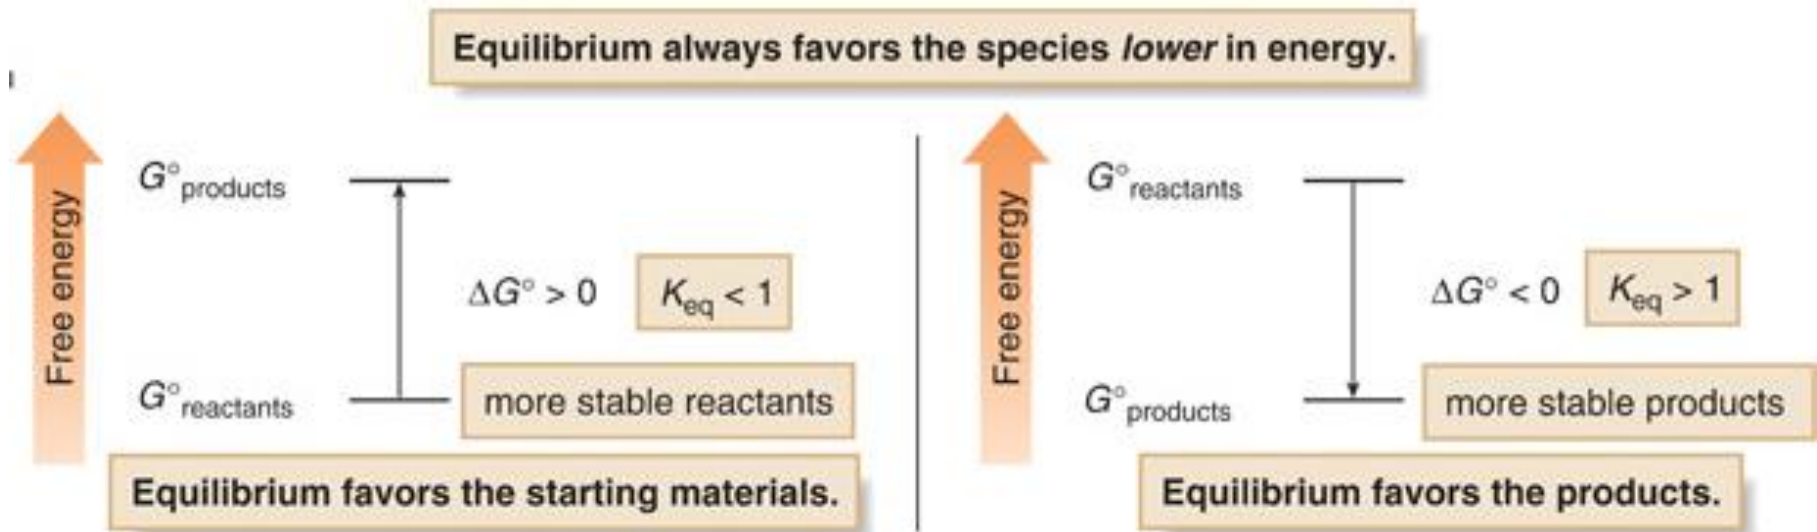 Equilibrium always favors the species lower in energy.
Free energy
G°products
ΔG° > 0
Keq < 1
G°reactants
more stable reactants
Equilibrium favors the starting materials.
Free energy
G°reactants
ΔG° < 0
Keq > 1
G°products
more stable products
Equilibrium favors the products.